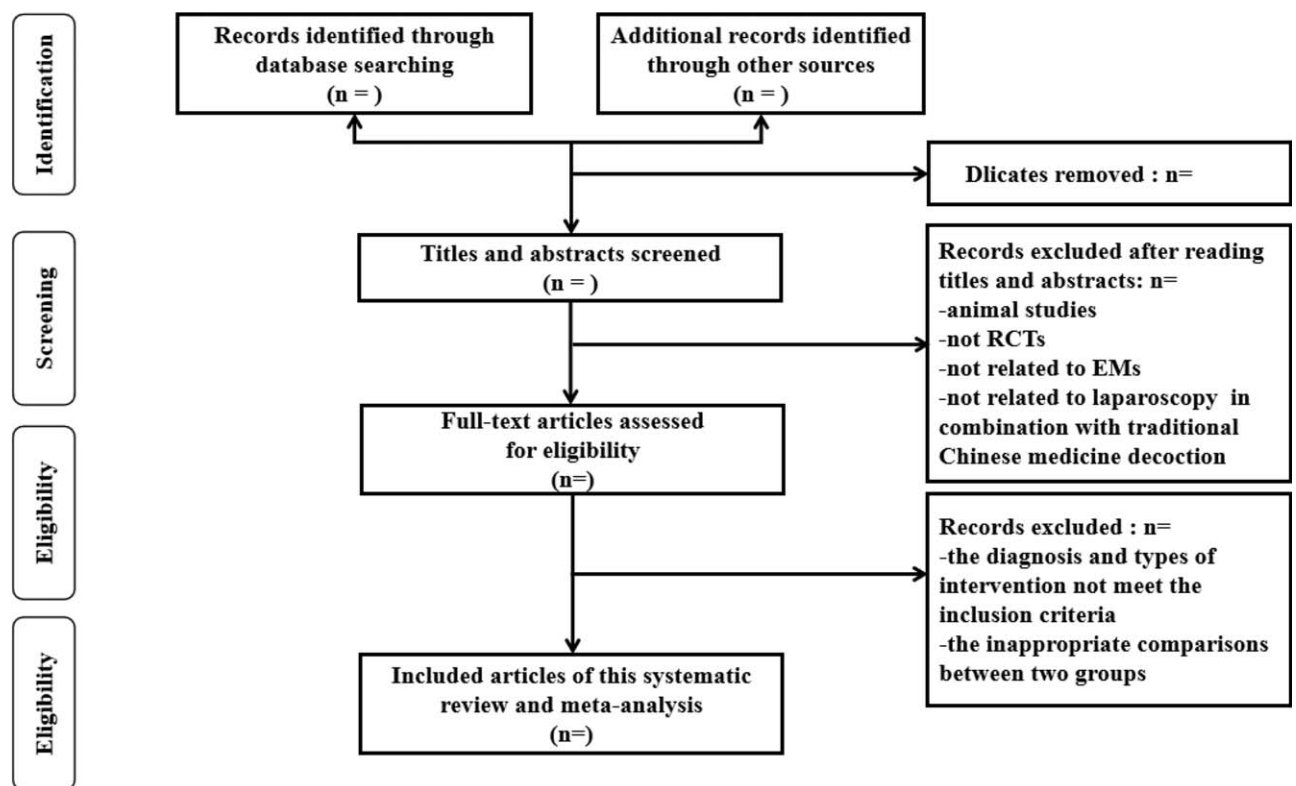 Identification
Records identified through
database searching
(n = )
Additional records identified
through other sources
(n = )
Dlicates removed : n=
Screening
Titles and abstracts screened
(n = )
Records excluded after reading
titles and abstracts: n=
-animal studies
-not RCTs
-not related to EMs
-not related to laparoscopy in
combination with traditional
Chinese medicine decoction
Eligibility
Full-text articles assessed
for eligibility
(n=)
Records excluded : n=
-the diagnosis and types of
intervention not meet the
inclusion criteria
-the inappropriate comparisons
between two groups
Eligibility
Included articles of this systematic
review and meta-analysis
(n=)